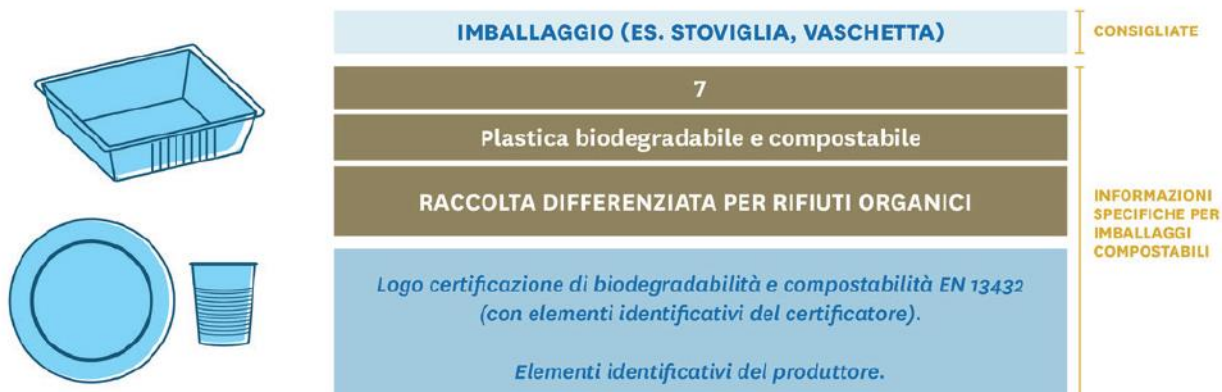 IMBALLAGGIO (ES. STOVIGLIA, VASCHETTA)
CONSIGLIATE
7
Plastica biodegradabile e compostabile
RACCOLTA DIFFERENZIATA PER RIFIUTI ORGANICI
INFORMAZIONI
SPECIFICHE PER
IMBALLAGGI
COMPOSTABILI
Logo certificazione di biodegradabilità e compostabilità EN 13432
(con elementi identificativi del certificatore).
Elementi identificativi del produttore.